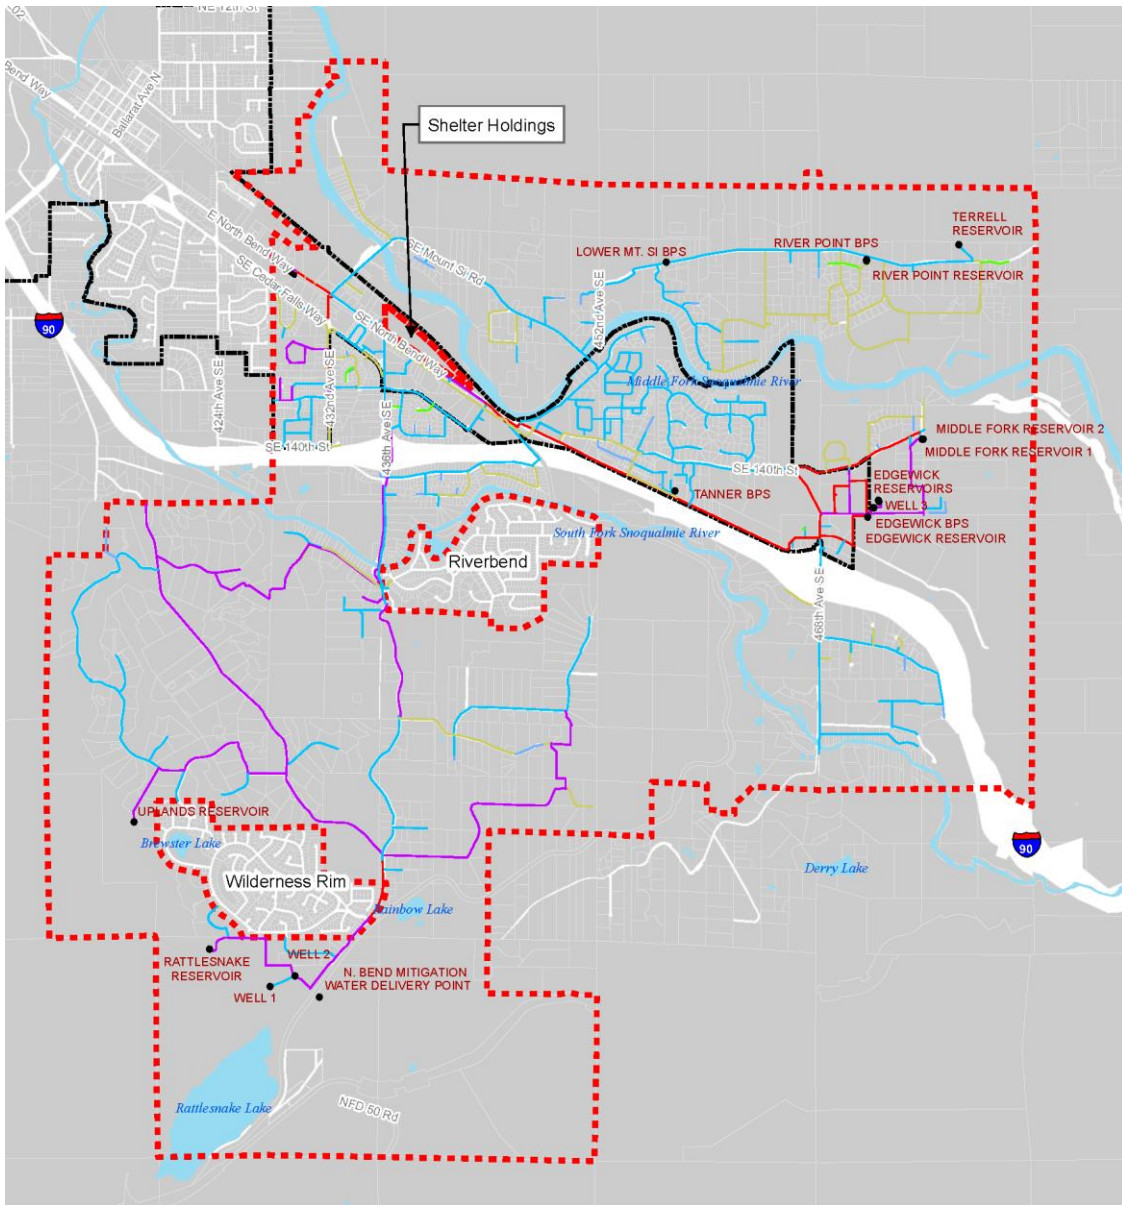 NE 12th St
02
Bend Way
Ballarat Ave N
Shelter Holdings
TERRELL
RESERVOIR
RIVER POINT BPS
LOWER MT. SI BPS
RIVER POINT RESERVOIR
SE Mount Si Rd
E North Bend Way
SE Cedar Falls Way
SE North Bend Way
452nd Ave SE
90
424th Ave SE
432nd Ave SE
436th Ave SE
Middle Fork Snoqualmie River
SE 140th St
MIDDLE FORK RESERVOIR 2
MIDDLE FORK RESERVOIR 1
SE 140th St
EDGEWICK
RESERVOIRS
TANNER BPS
WELL 3
EDGEWICK BPS
EDGEWICK RESERVOIR
South Fork Snoqualmie River
Riverbend
468th Ave SE
UPLANDS RESERVOIR
Brewster Lake
90
Derry Lake
Wilderness Rim
Rainbow Lake
RATTLESNAKE
RESERVOIR
WELL 2
N. BEND MITIGATION
WATER DELIVERY POINT
WELL 1
Rattlesnake Lake
NFD 50 Rd